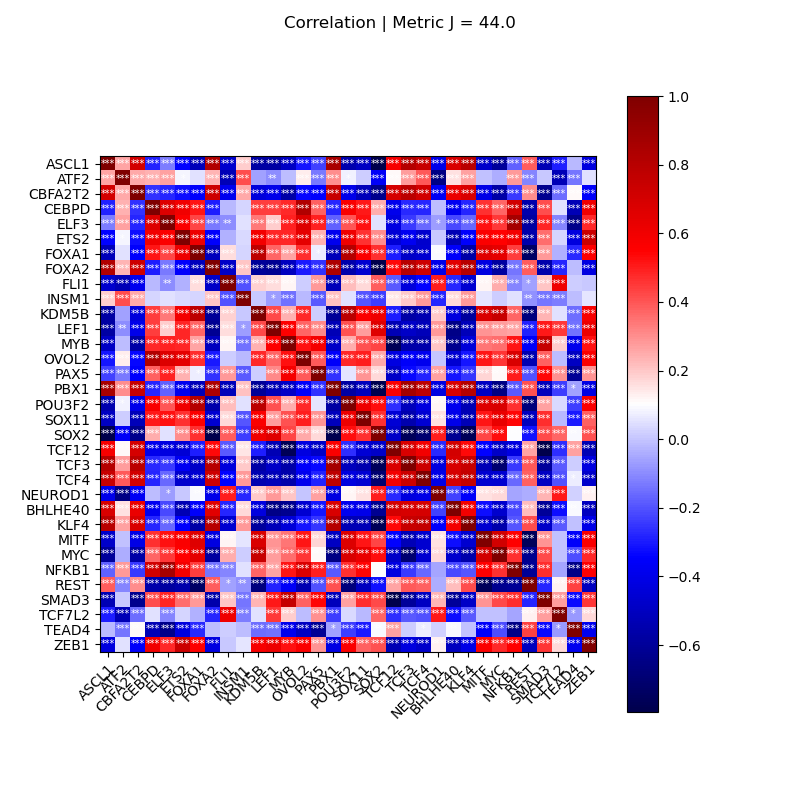 Correlation | Metric J = 44.0
1.0
0.8
0.6
0.4
0.2
0.0
−0.2
−0.4
−0.6
ASCL1
ATF2
CBFA2T2
CEBPD
ELF3
ETS2
FOXA1
FOXA2
FLI1
INSM1
KDM5B
LEF1
MYB
OVOL2
PAX5
PBX1
POU3F2
SOX11
SOX2
TCF12
TCF3
TCF4
NEUROD1
BHLHE40
KLF4
MITF
MYC
NFKB1
REST
SMAD3
TCF7L2
TEAD4
ZEB1
ASCL1
ATF2
CBFA2T2
CEBPD
ELF3
ETS2
FOXA1
FOXA2
FLI1
INSM1
KDM5B
LEF1
MYB
OVOL2
PAX5
PBX1
POU3F2
SOX11
SOX2
TCF12
TCF3
TCF4
NEUROD1
BHLHE40
KLF4
MITF
MYC
NFKB1
REST
SMAD3
TCF7L2
TEAD4
ZEB1